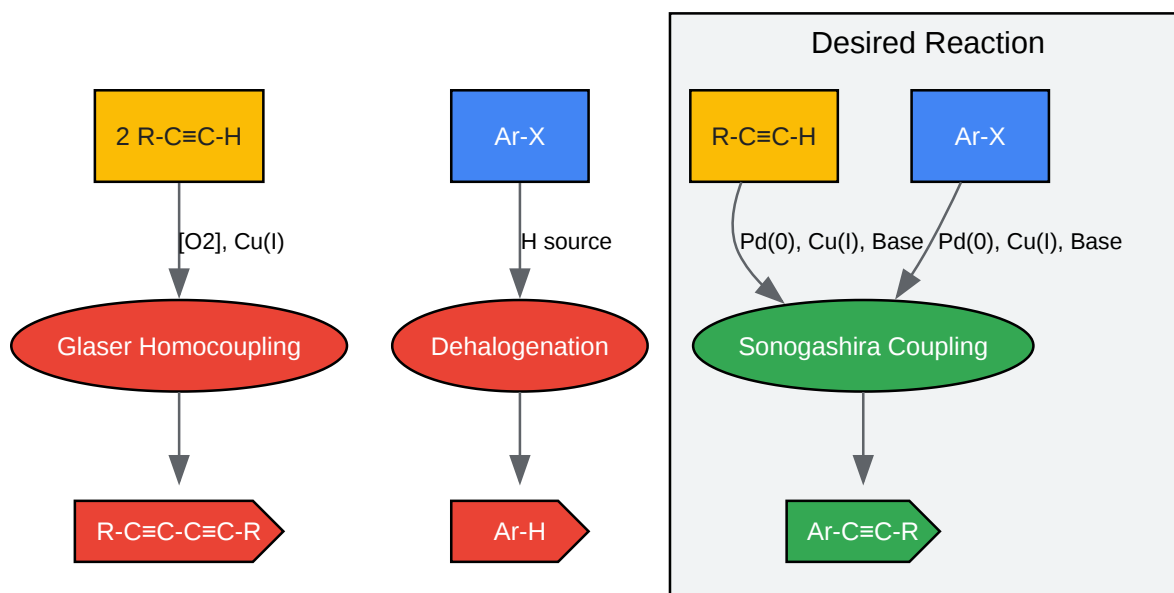 Desired Reaction
2 R-C≡C-H
Ar-X
R-C≡C-H
Ar-X
[O2], Cu(I)
H source
Pd(0), Cu(I), Base
Pd(0), Cu(I), Base
Glaser Homocoupling
Dehalogenation
Sonogashira Coupling
R-C≡C-C≡C-R
Ar-H
Ar-C≡C-R